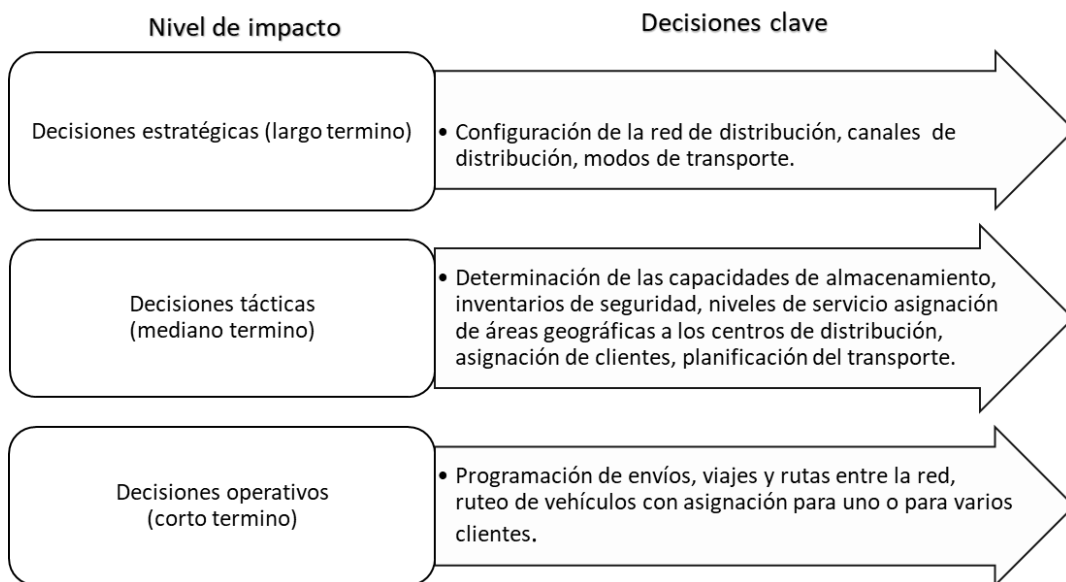 Nivel de impacto
Decisiones clave
Decisiones estratégicas (largo termino)
• Configuración de la red de distribución, canales de
distribución, modos de transporte.
Decisiones tácticas
(mediano termino)
• Determinación de las capacidades de almacenamiento,
inventarios de seguridad, niveles de servicio asignación
de áreas geográficas a los centros de distribución,
asignación de clientes, planificación del transporte.
Decisiones operativos
(corto termino)
• Programación de envíos, viajes y rutas entre la red,
ruteo de vehículos con asignación para uno o para varios
clientes.